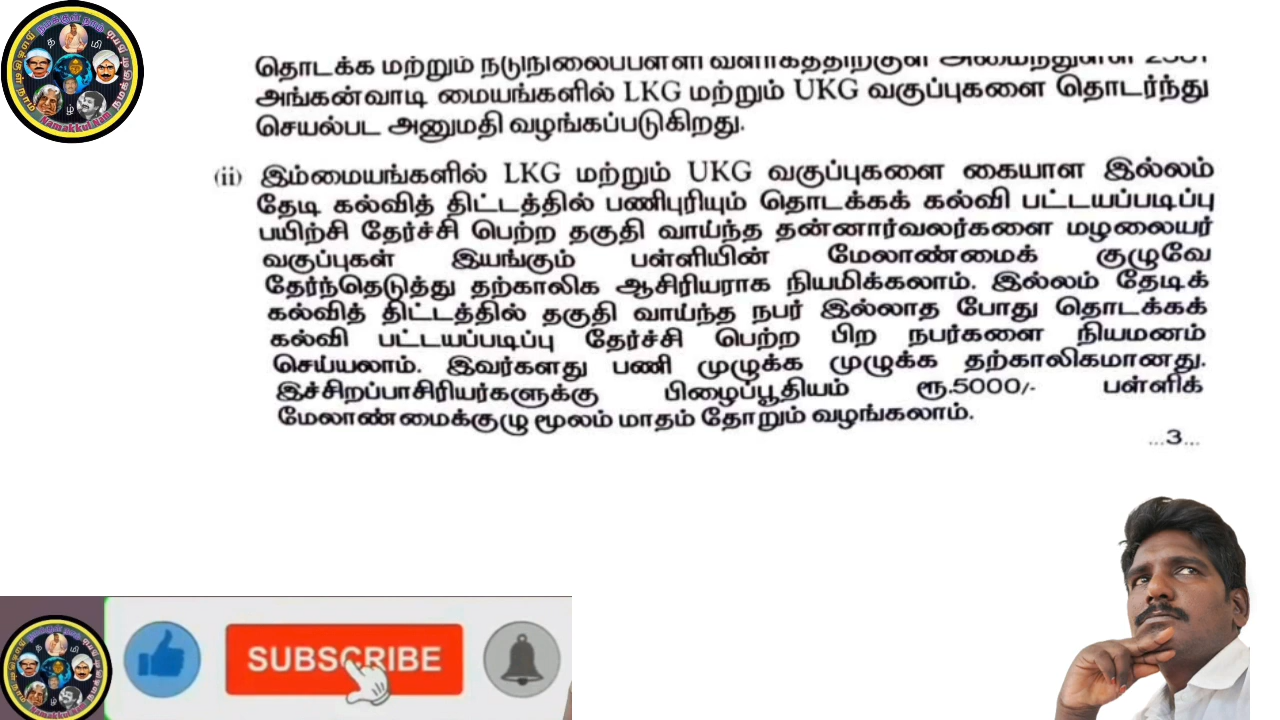 தொடக்க மற்றும் நடுநிலைப்பள்ளி வளாகத்திற்குள் அமைந்துள்ள 2381
அங்கன்வாடி மையங்களில் LKG மற்றும் UKG வகுப்புகளை தொடர்ந்து
செயல்பட அனுமதி வழங்கப்படுகிறது.
(ii) இம்மையங்களில் LKG மற்றும் UKG வகுப்புகளை கையாள இல்லம்
தேடி கல்வித் திட்டத்தில் பணிபுரியும் தொடக்கக் கல்வி பட்டயப்படிப்பு
பயிற்சி தேர்ச்சி பெற்ற தகுதி வாய்ந்த தன்னார்வலர்களை மழலையர்
வகுப்புகள் இயங்கும் பள்ளியின் மேலாண்மைக் குழுவே
தேர்ந்தெடுத்து தற்காலிக ஆசிரியராக நியமிக்கலாம். இல்லம் தேடிக்
கல்வித் திட்டத்தில் தகுதி வாய்ந்த நபர் இல்லாத போது தொடக்கக்
கல்வி பட்டயப்படிப்பு தேர்ச்சி பெற்ற பிற நபர்களை நியமனம்
செய்யலாம். இவர்களது பணி முழுக்க முழுக்க தற்காலிகமானது.
இச்சிறப்பாசிரியர்களுக்கு பிழைப்பூதியம் ரூ.5000/- பள்ளிக்
மேலாண்மைக்குழு மூலம் மாதம் தோறும் வழங்கலாம்.
...3...
SUBSCRIBE